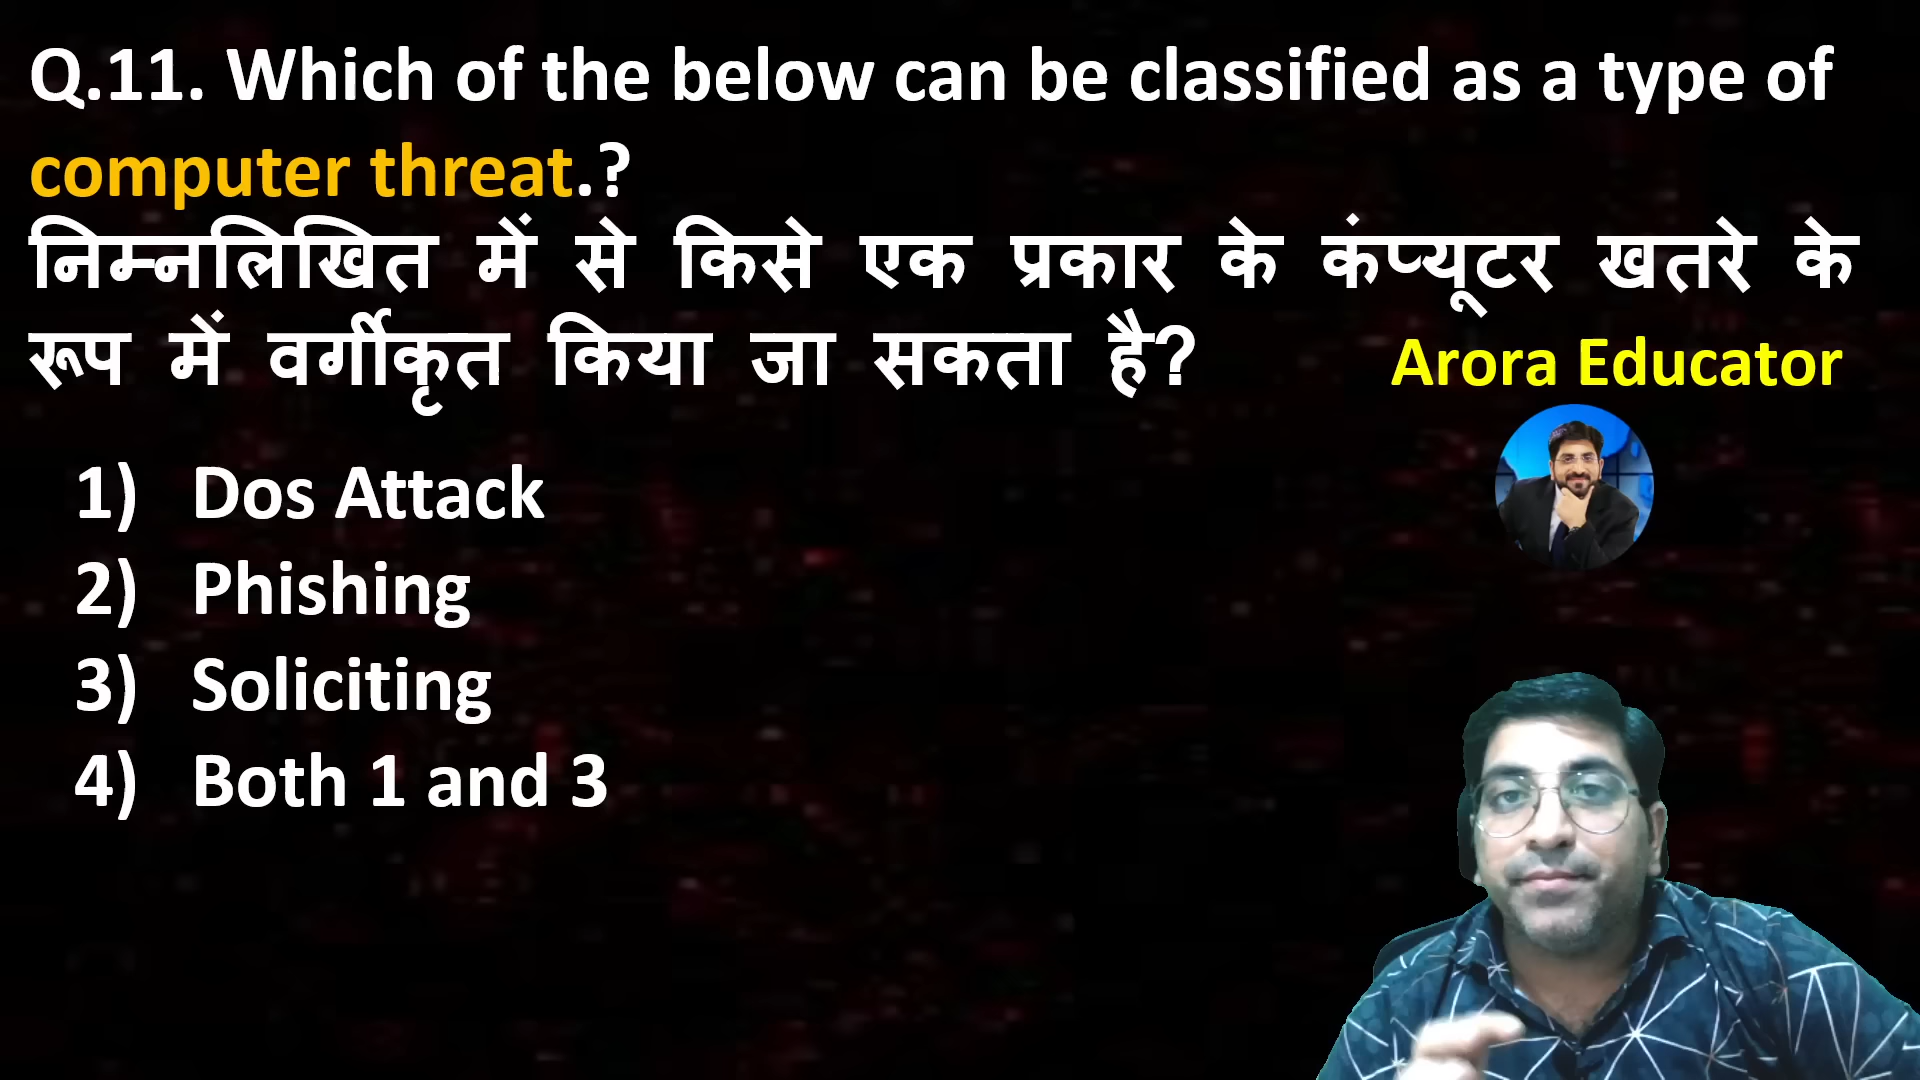 Q.11. Which of the below can be classified as a type of
computer threat.?
निम्नलिखित में से किसे एक प्रकार के कंप्यूटर खतरे के
रूप में वर्गीकृत किया जा सकता है?
Arora Educator
1) Dos Attack
2) Phishing
3) Soliciting
4) Both 1 and 3